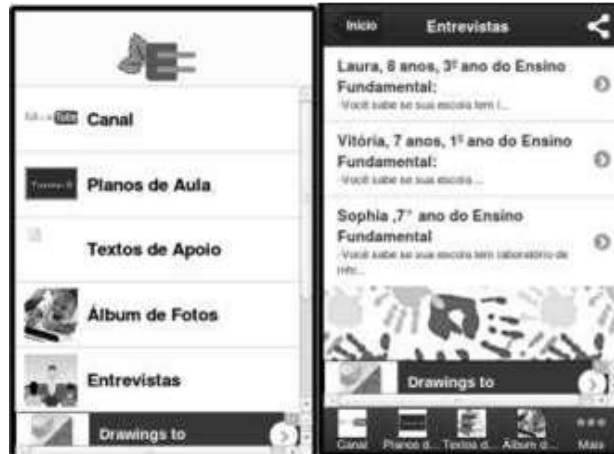 Canal
Planos de Aula
Textos de Apoio
Álbum de Fotos
Entrevistas
Drawings to
Início
Entrevistas
Laura, 8 anos, 3º ano do Ensino
Fundamental:
-Você sabe se sua escola tem l...
Vitória, 7 anos, 1º ano do Ensino
Fundamental:
-Você sabe se sua escola ...
Sophia ,7° ano do Ensino
Fundamental
-Você sabe se sua escola tem laboratório de
infor...
Drawings to
Canal
Planos d...
Textos d...
Álbum d...
Mais